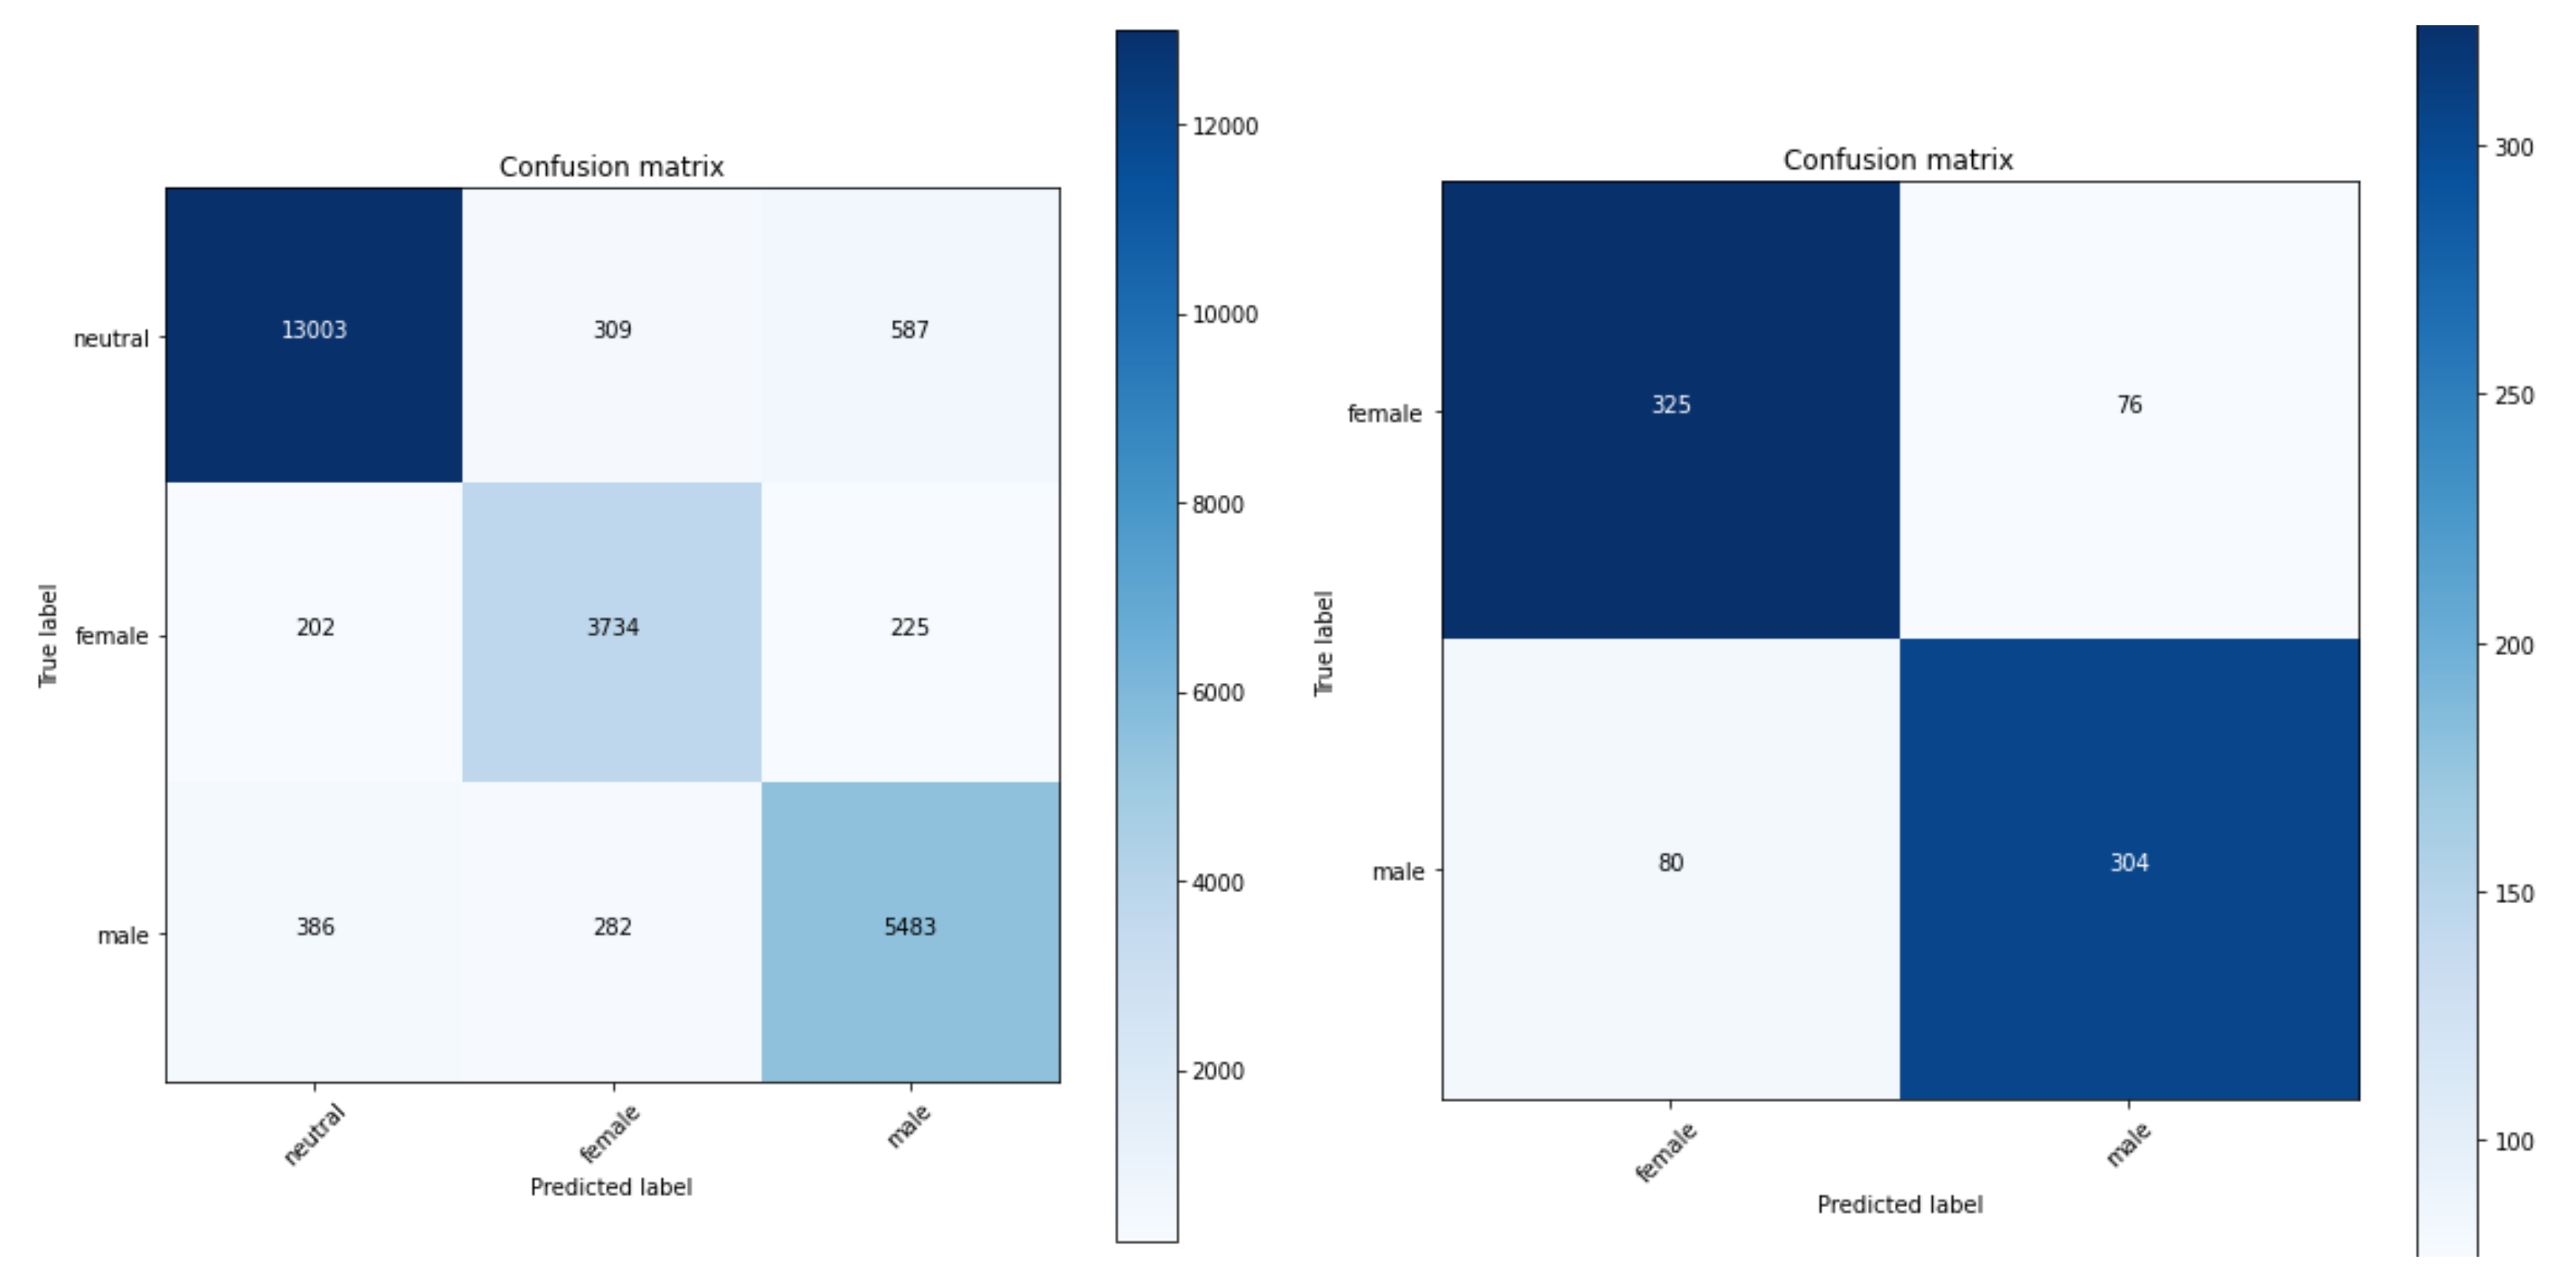 Confusion matrix
neutral
13003
309
587
female
202
3734
225
male
386
282
5483
neutral
female
male
True label
Predicted label
12000
10000
8000
6000
4000
2000
Confusion matrix
female
325
76
male
80
304
female
male
True label
Predicted label
300
250
200
150
100